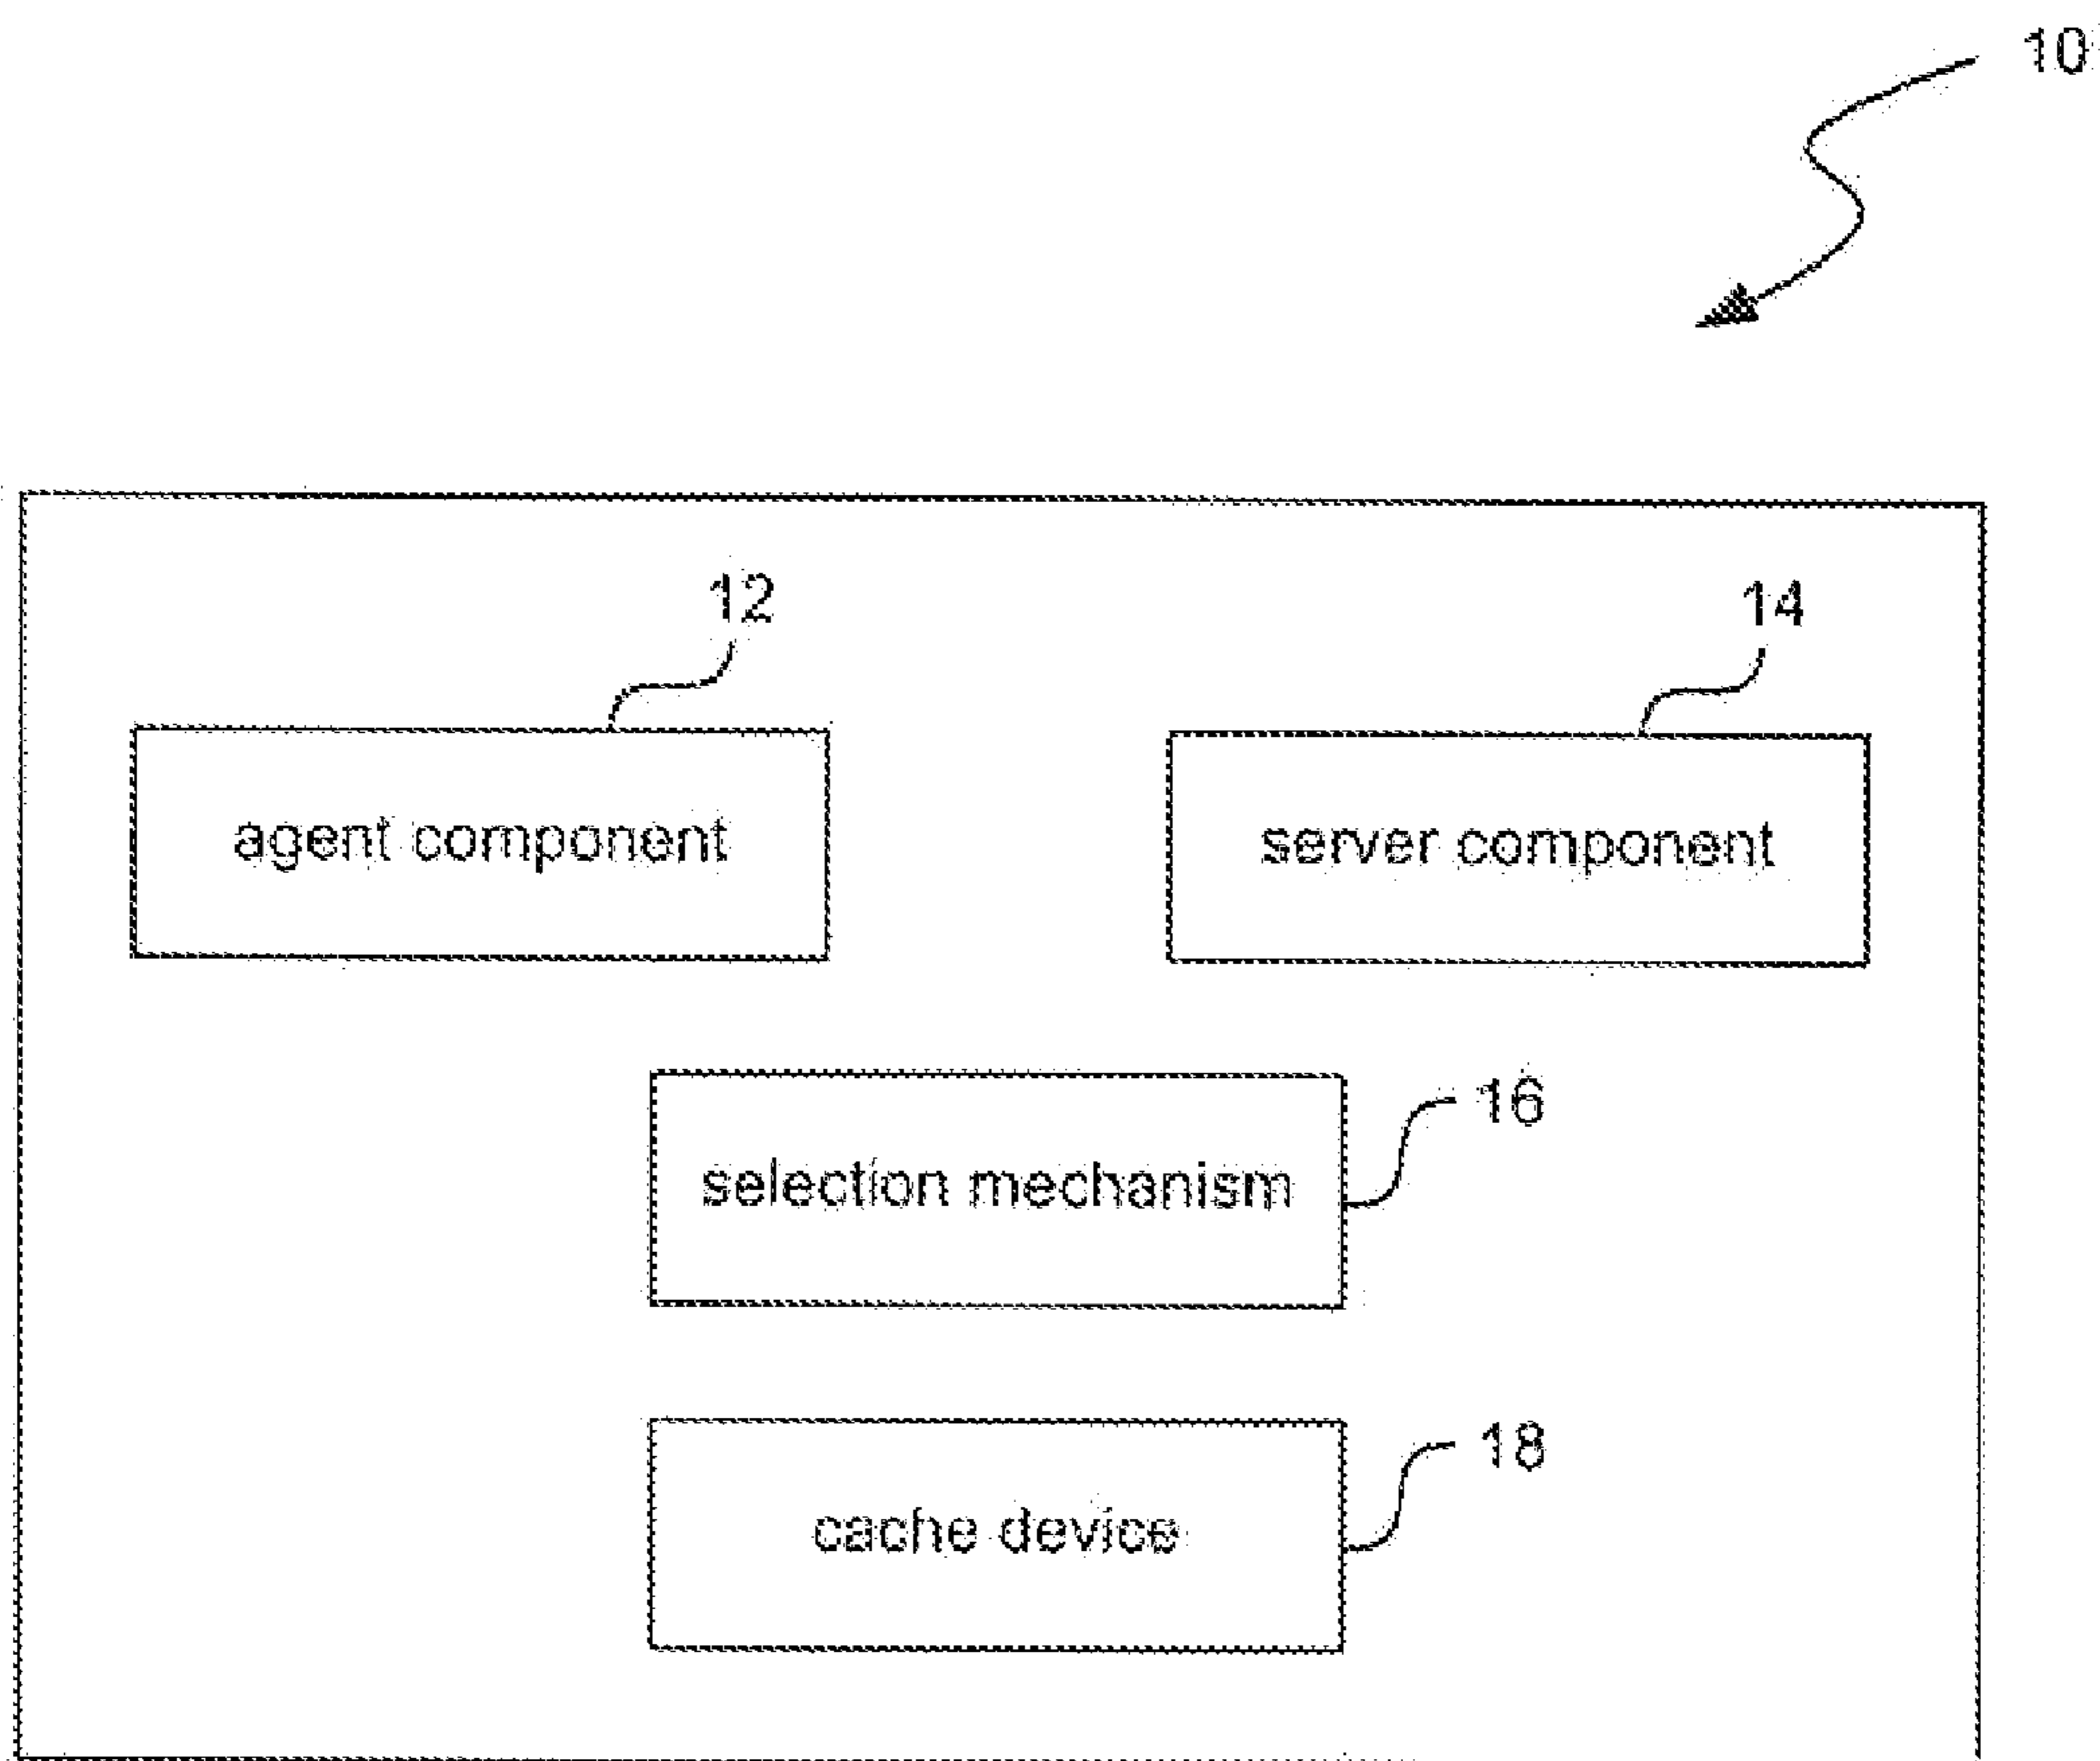 10
12
14
agent component
server component
16
selection mechanism
18
cache device